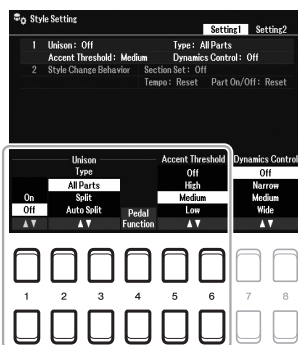 Style Setting
Setting1 Setting2
1 Unison: Off Type: All Parts
Accent Threshold: Medium Dynamics Control: Off
2 Style Change Behavior Section Set: Off
Tempo: Reset Part On/Off: Reset
Unison Accent Threshold Dynamics Control
Type Off Off
All Parts High Narrow
On Split Medium Medium
Off Auto Split Pedal Low Wide
▲▼ ▲▼ Function ▲▼ ▲▼
1 2 3 4 5 6 7 8